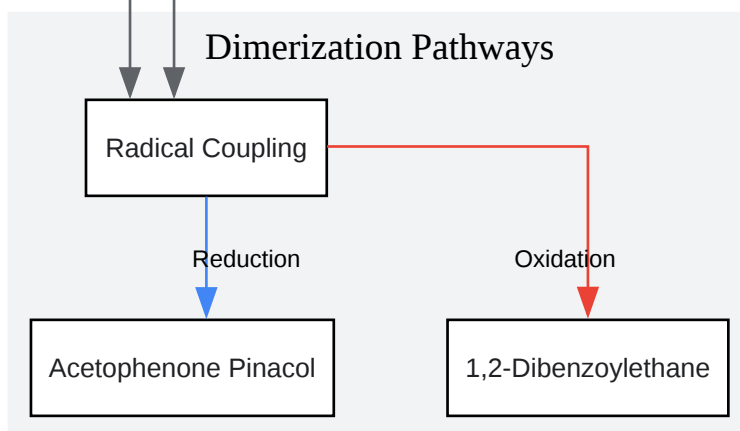 Dimerization Pathways
Radical Coupling
Reduction
Oxidation
Acetophenone Pinacol
1,2-Dibenzoylethane